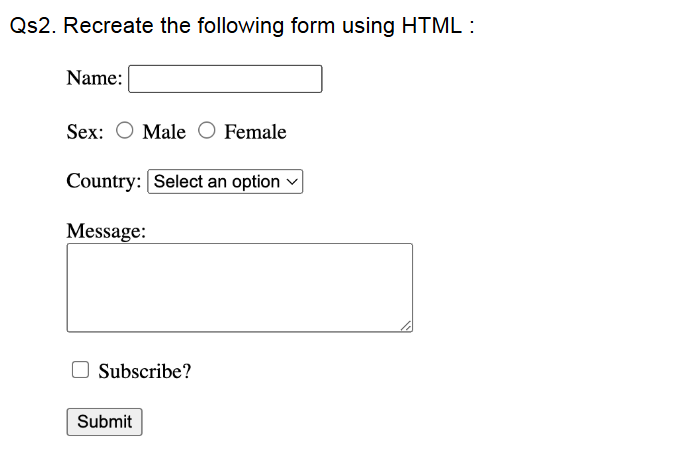 Qs2. Recreate the following form using HTML :
Name:
Sex: Male Female
Country: Select an option
Message:
Subscribe?
Submit